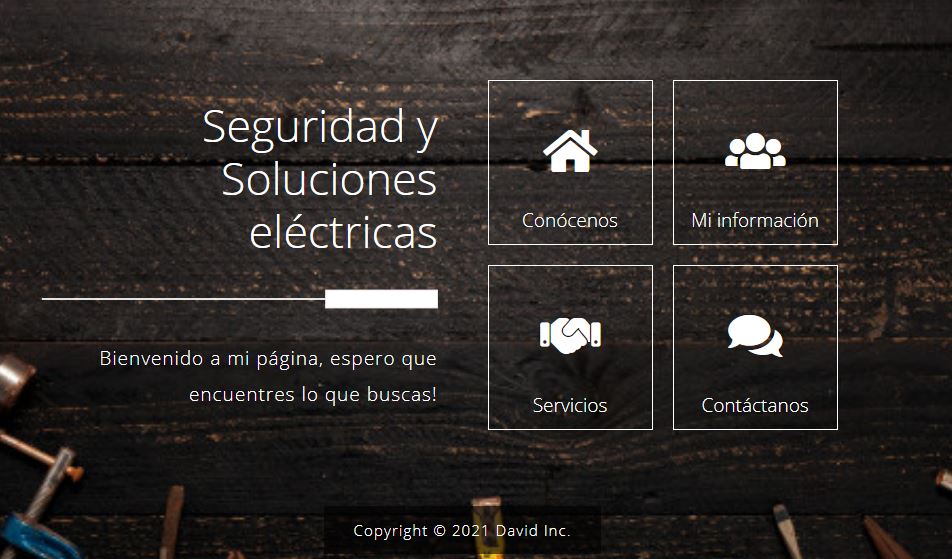 Seguridad y
Soluciones
eléctricas
Bienvenido a mi página, espero que
encuentres lo que buscas!
Conócenos
Mi información
Servicios
Contáctanos
Copyright © 2021 David Inc.